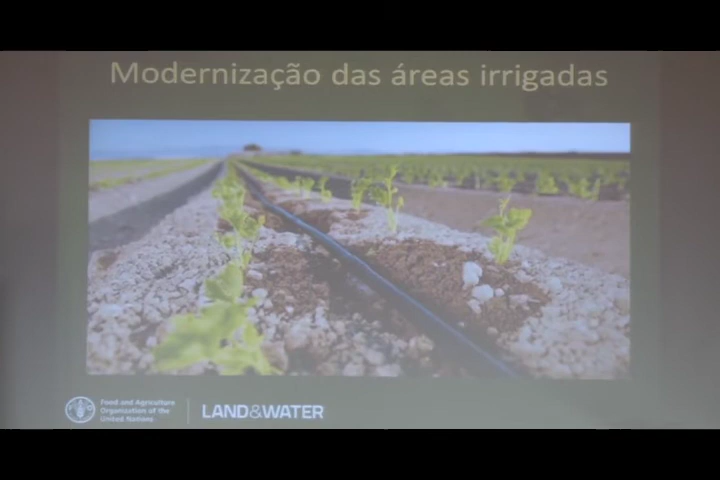 Modernização das áreas irrigadas
Food and Agriculture
Organization of the
United Nations
LAND&WATER